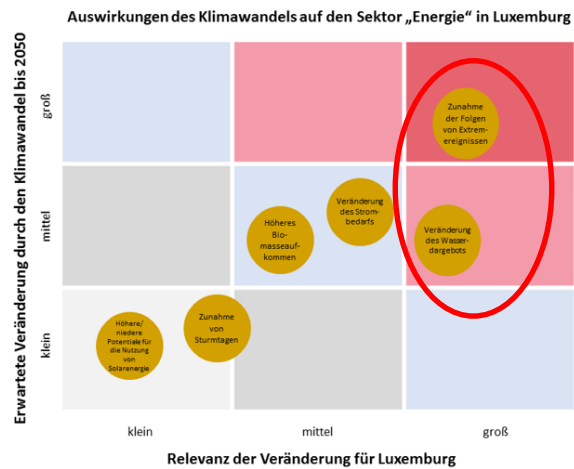 Auswirkungen des Klimawandels auf den Sektor „Energie“ in Luxemburg
Erwartete Veränderung durch den Klimawandel bis 2050
groß
mittel
klein
Zunahme
der Folgen
von Extrem-
ereignissen
Veränderung
des Strom-
bedarfs
Höheres
Bio-
masseauf-
kommen
Veränderung
des Wasser-
dargebots
Höhere/
niedere
Potentiale für
die Nutzung
von
Solarenergie
Zunahme
von
Sturmtagen
klein
mittel
groß
Relevanz der Veränderung für Luxemburg